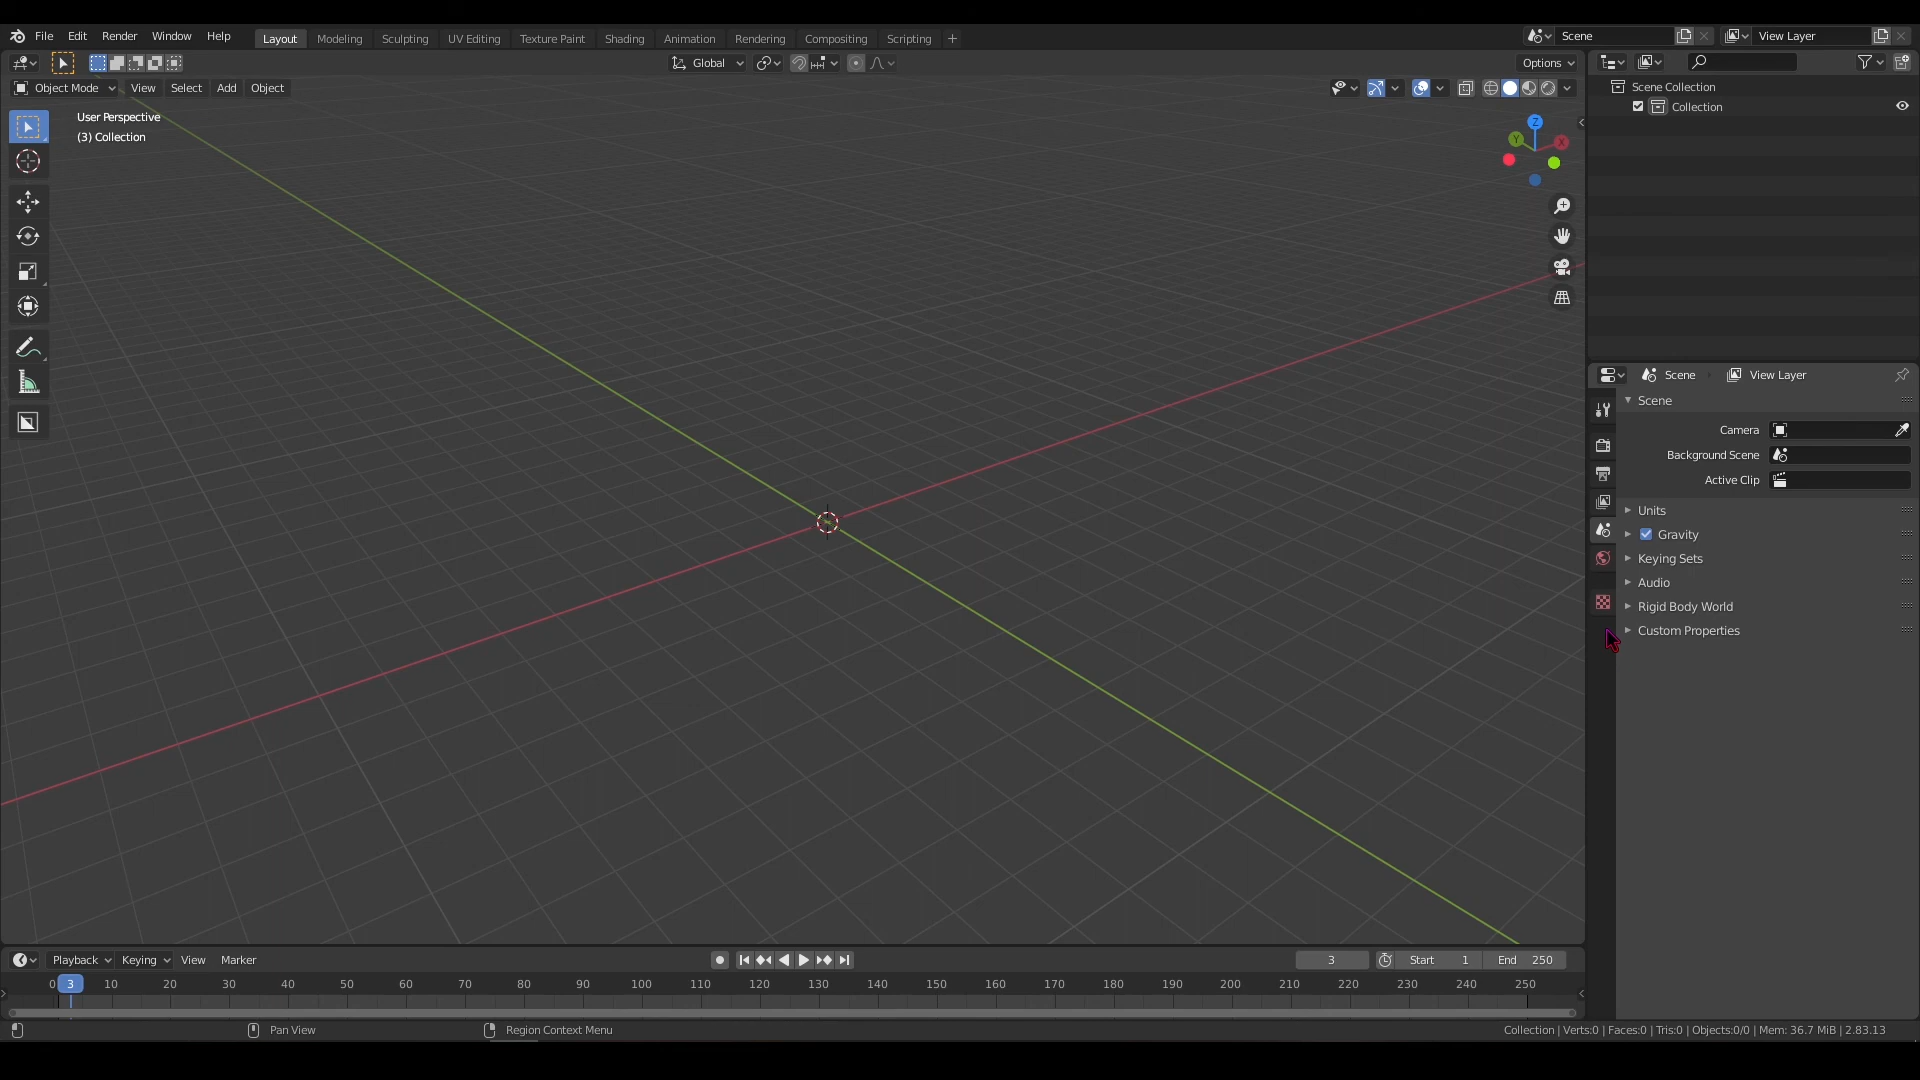 File Edit Render Window Help Layout Modeling Sculpting UV Editing Texture Paint Shading Animation Rendering Compositing Scripting + Scene View Layer
Global Options
Object Mode View Select Add Object
User Perspective
(3) Collection
Z
Y
X
Scene Collection
Collection
Scene View Layer
Scene
Camera
Background Scene
Active Clip
Units
Gravity
Keying Sets
Audio
Rigid Body World
Custom Properties
Playback Keying View Marker 3 Start 1 End 250
0 3 10 20 30 40 50 60 70 80 90 100 110 120 130 140 150 160 170 180 190 200 210 220 230 240 250
Pan View Region Context Menu Collection | Verts:0 | Faces:0 | Tris:0 | Objects:0/0 | Mem: 36.7 MiB | 2.83.13